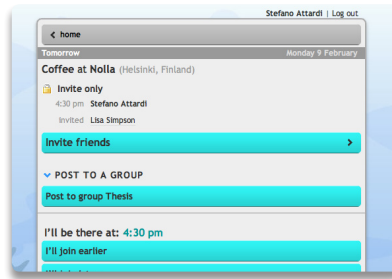 Stefano Attardi | Log out
home
Tomorrow Monday 9 February
Coffee at Nolla (Helsinki, Finland)
Invite only
4:30 pm Stefano Attardi
Invited Lisa Simpson
Invite friends
POST TO A GROUP
Post to group Thesis
I'll be there at: 4:30 pm
I'll join earlier